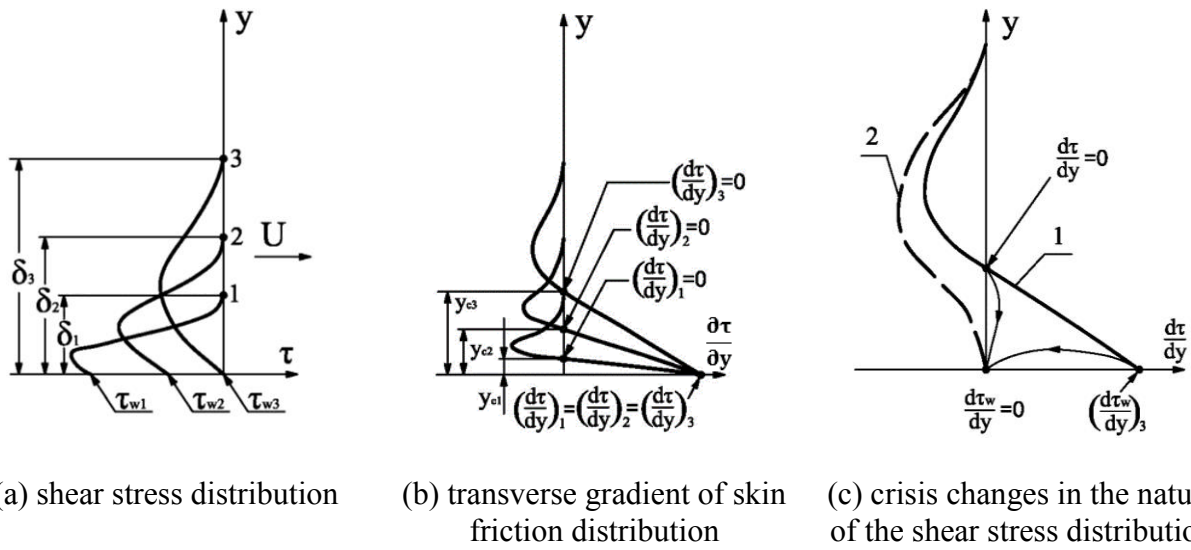 y
3
2
U
1
δ₃
δ₂
δ₁
τ
τw1
τw2
τw3
y
(dτ/dy)₃=0
(dτ/dy)₂=0
(dτ/dy)₁=0
yc3
yc2
yc1
∂τ/∂y
(dτ/dy)₁=(dτ/dy)₂=(dτ/dy)₃
y
2
dτ/dy=0
1
dτ/dy
dτw/dy=0
(dτw/dy)₃
a) shear stress distribution
(b) transverse gradient of skin
friction distribution
(c) crisis changes in the natu
of the shear stress distributio